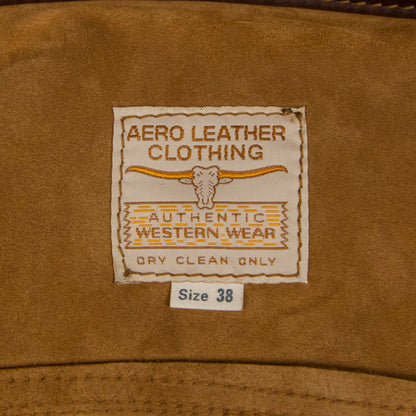 AERO LEATHER
CLOTHING
AUTHENTIC
WESTERN WEAR
DRY CLEAN ONLY
Size 38